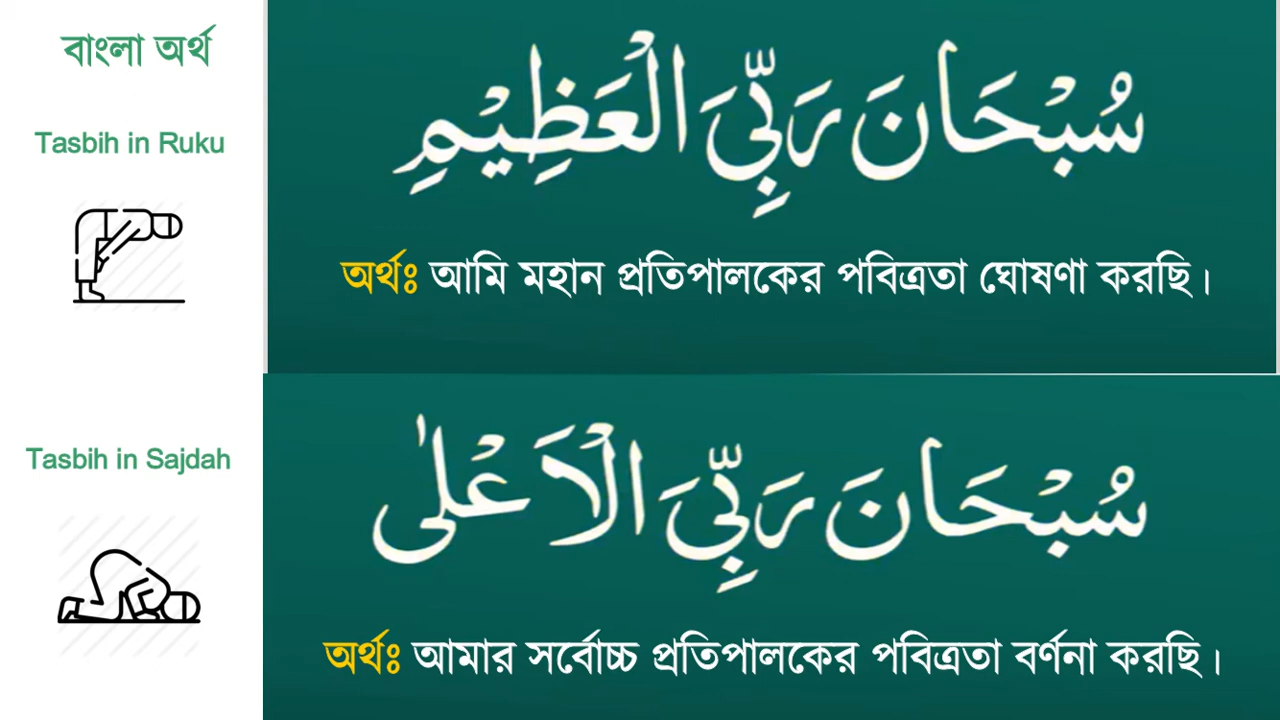 বাংলা অর্থ
Tasbih in Ruku
سُبْحَانَ رَبِّيَ الْعَظِيْمِ
অর্থঃ আমি মহান প্রতিপালকের পবিত্রতা ঘোষণা করছি।
Tasbih in Sajdah
سُبْحَانَ رَبِّيَ الْاَعْلىٰ
অর্থঃ আমার সর্বোচ্চ প্রতিপালকের পবিত্রতা বর্ণনা করছি।